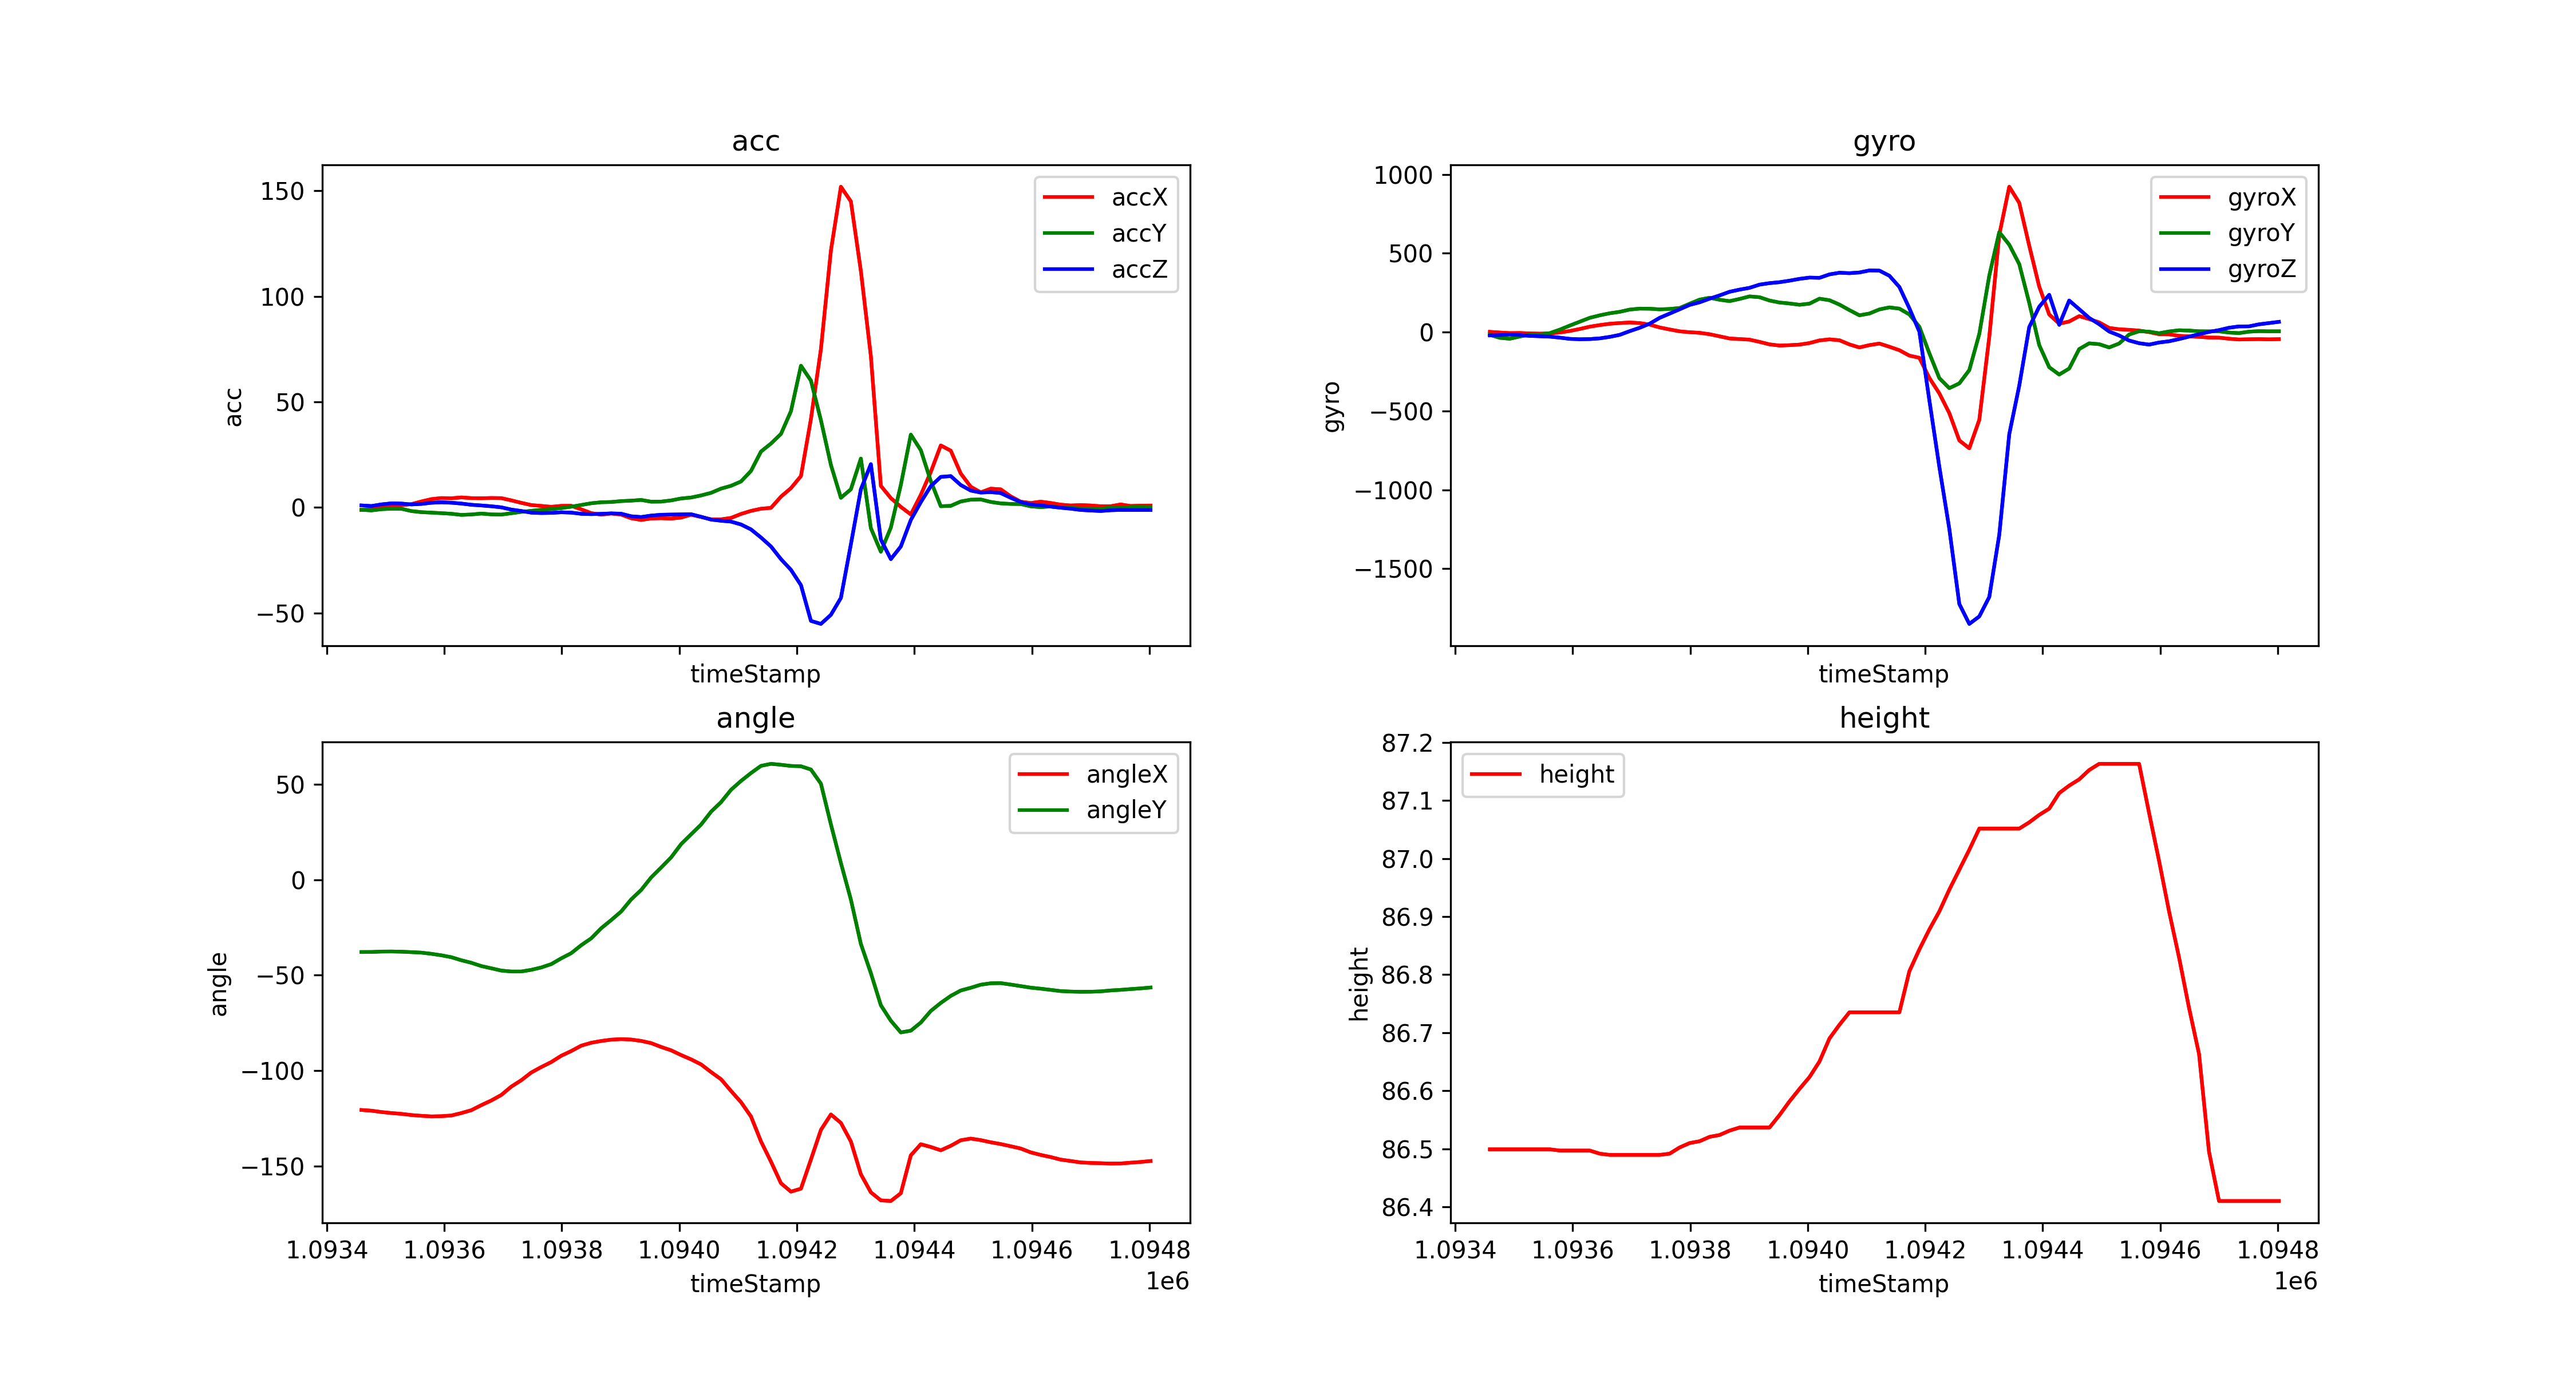 acc
150
100
50
0
−50
acc
timeStamp
accX
accY
accZ
gyro
1000
500
0
−500
−1000
−1500
gyro
timeStamp
gyroX
gyroY
gyroZ
angle
50
0
−50
−100
−150
angle
angleX
angleY
1.0934 1.0936 1.0938 1.0940 1.0942 1.0944 1.0946 1.0948
timeStamp
1e6
height
87.2
87.1
87.0
86.9
86.8
86.7
86.6
86.5
86.4
height
height
1.0934 1.0936 1.0938 1.0940 1.0942 1.0944 1.0946 1.0948
timeStamp
1e6